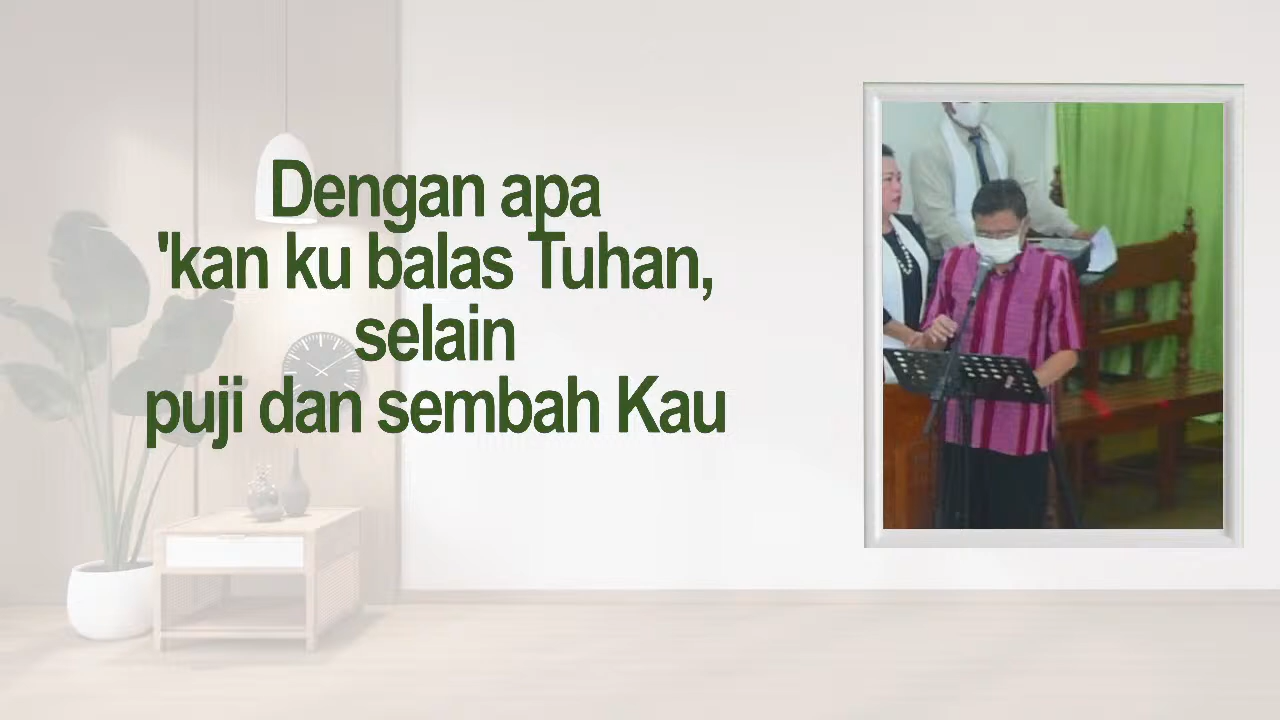 Dengan apa
'kan ku balas Tuhan,
selain
puji dan sembah Kau